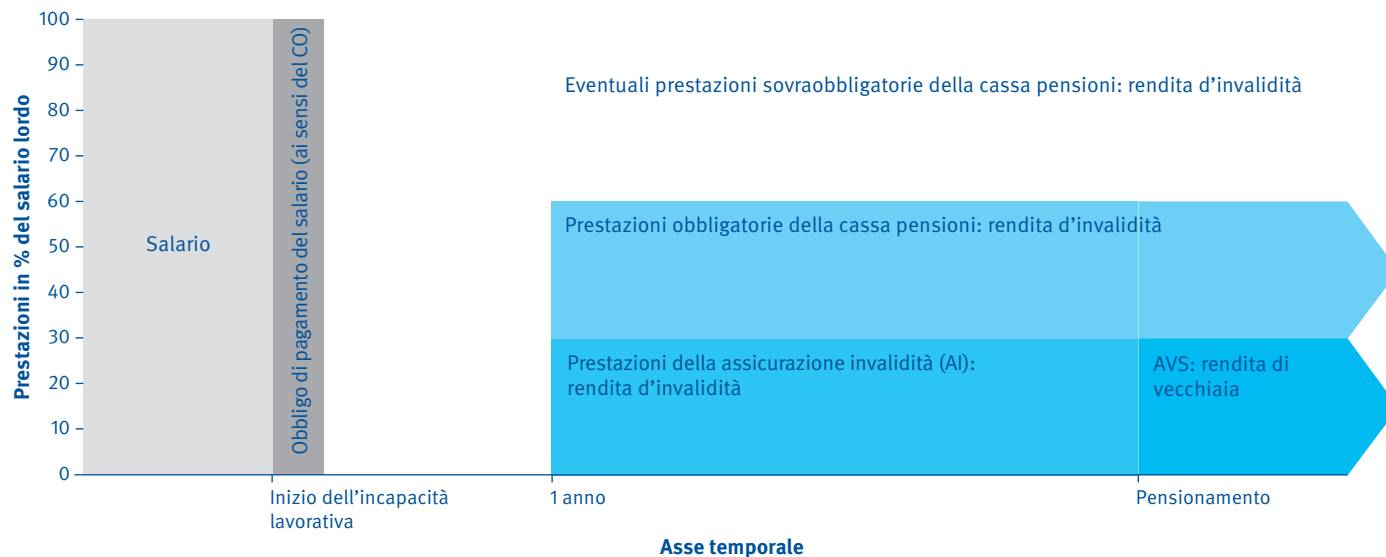 Prestazioni in % del salario lordo
100
90
80
70
60
50
40
30
20
10
0
Salario
Obbligo di pagamento del salario (ai sensi del CO)
Eventuali prestazioni sovraobbligatorie della cassa pensioni: rendita d'invalidità
Prestazioni obbligatorie della cassa pensioni: rendita d'invalidità
Prestazioni della assicurazione invalidità (AI):
rendita d'invalidità
AVS: rendita di
vecchiaia
Inizio dell'incapacità
lavorativa
1 anno
Pensionamento
Asse temporale